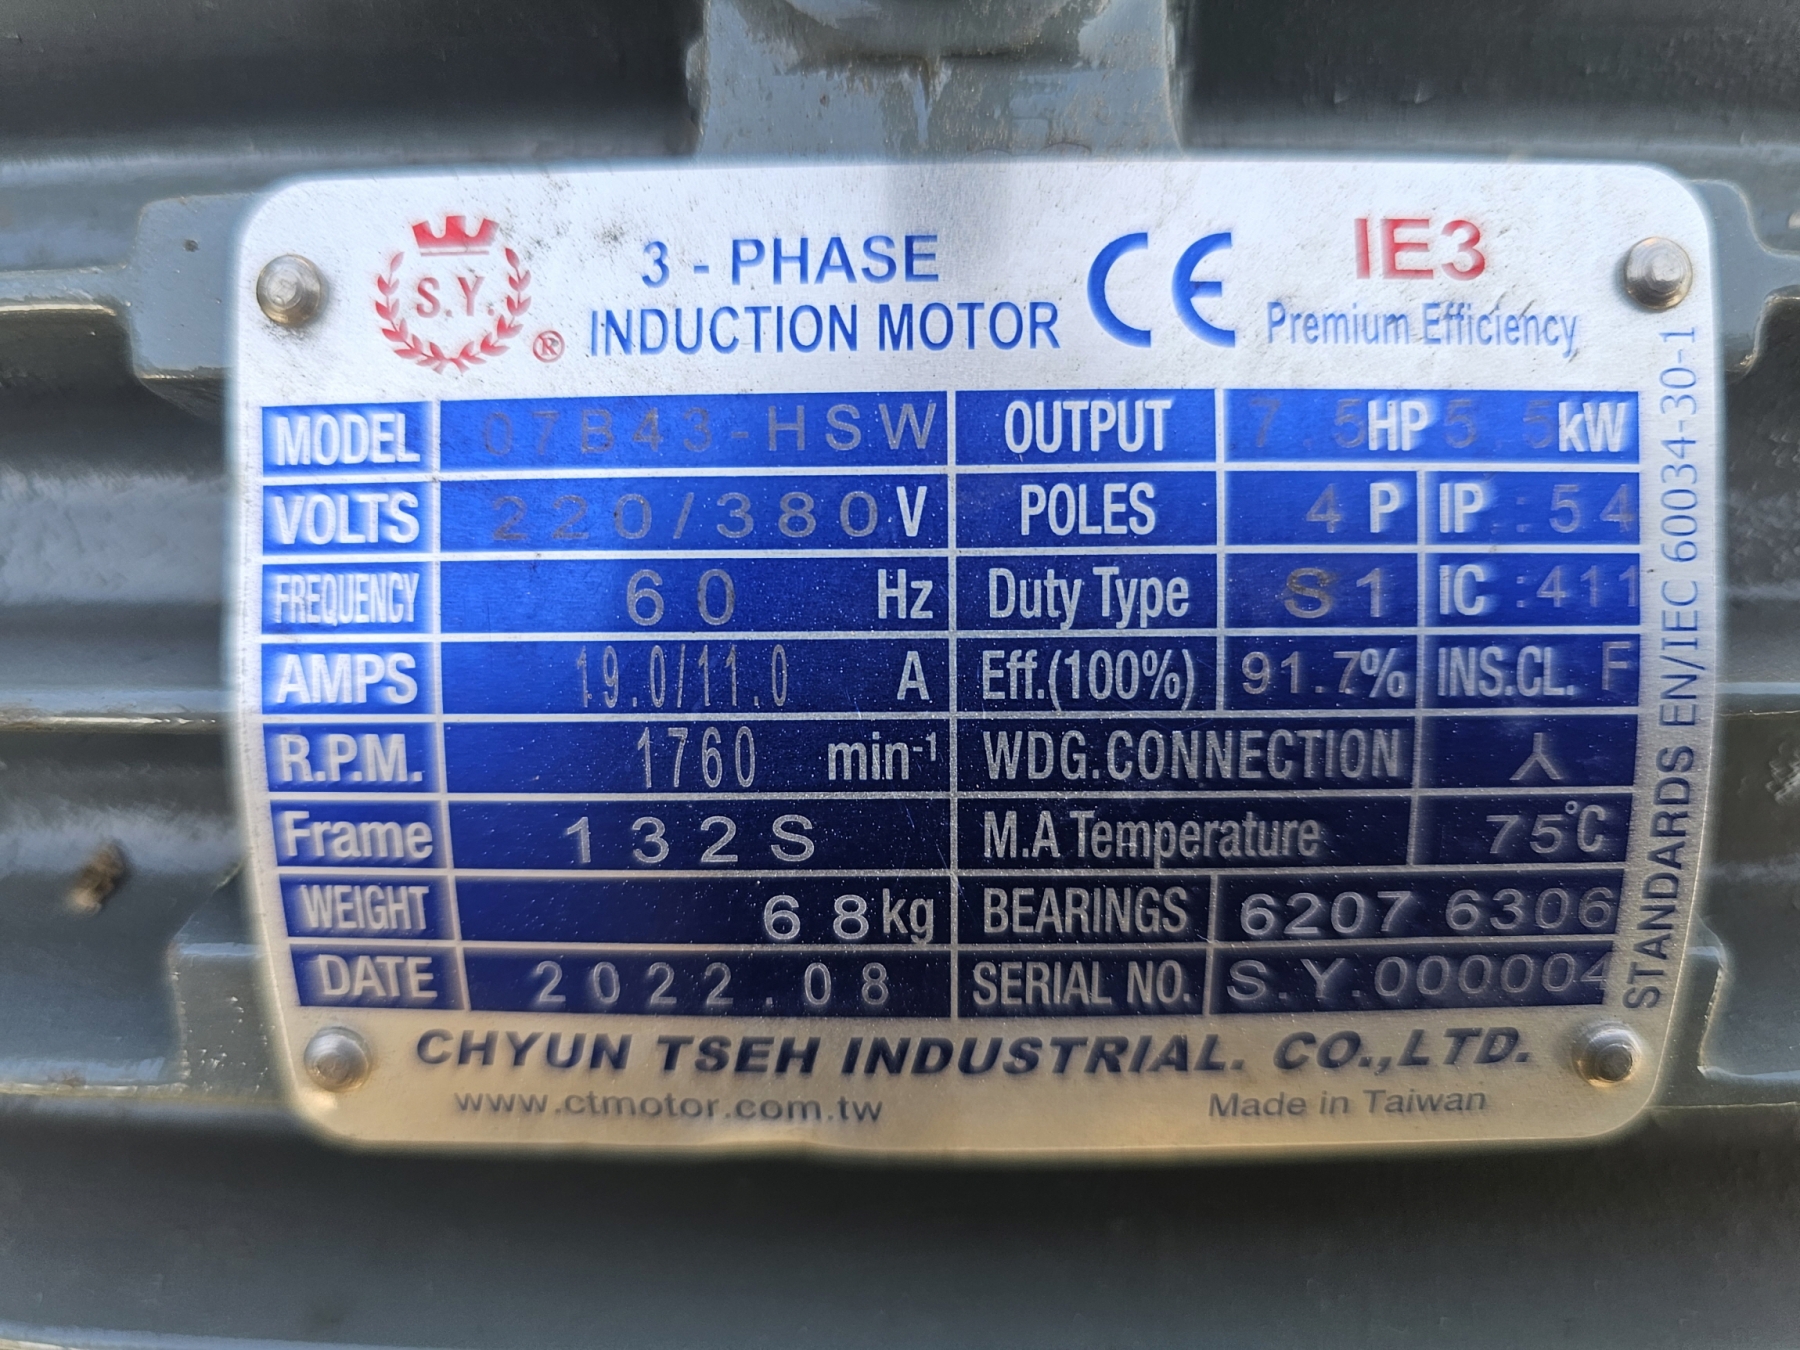 S.Y.
®
3 - PHASE
INDUCTION MOTOR
CE
IE3
Premium Efficiency
MODEL 07B43-HSW OUTPUT 7.5HP 5.5kW
VOLTS 220/380V POLES 4 P IP :54
FREQUENCY 60 Hz Duty Type S1 IC :411
AMPS 19.0/11.0 A Eff.(100%) 91.7% INS.CL. F
R.P.M. 1760 min-1 WDG.CONNECTION
Frame 132S M.A Temperature 75°C
WEIGHT 68kg BEARINGS 6207 6306
DATE 2022.08 SERIAL NO. S.Y.000004
CHYUN TSEH INDUSTRIAL. CO.,LTD.
www.ctmotor.com.tw Made in Taiwan
STANDARDS EN/IEC 60034-30-1